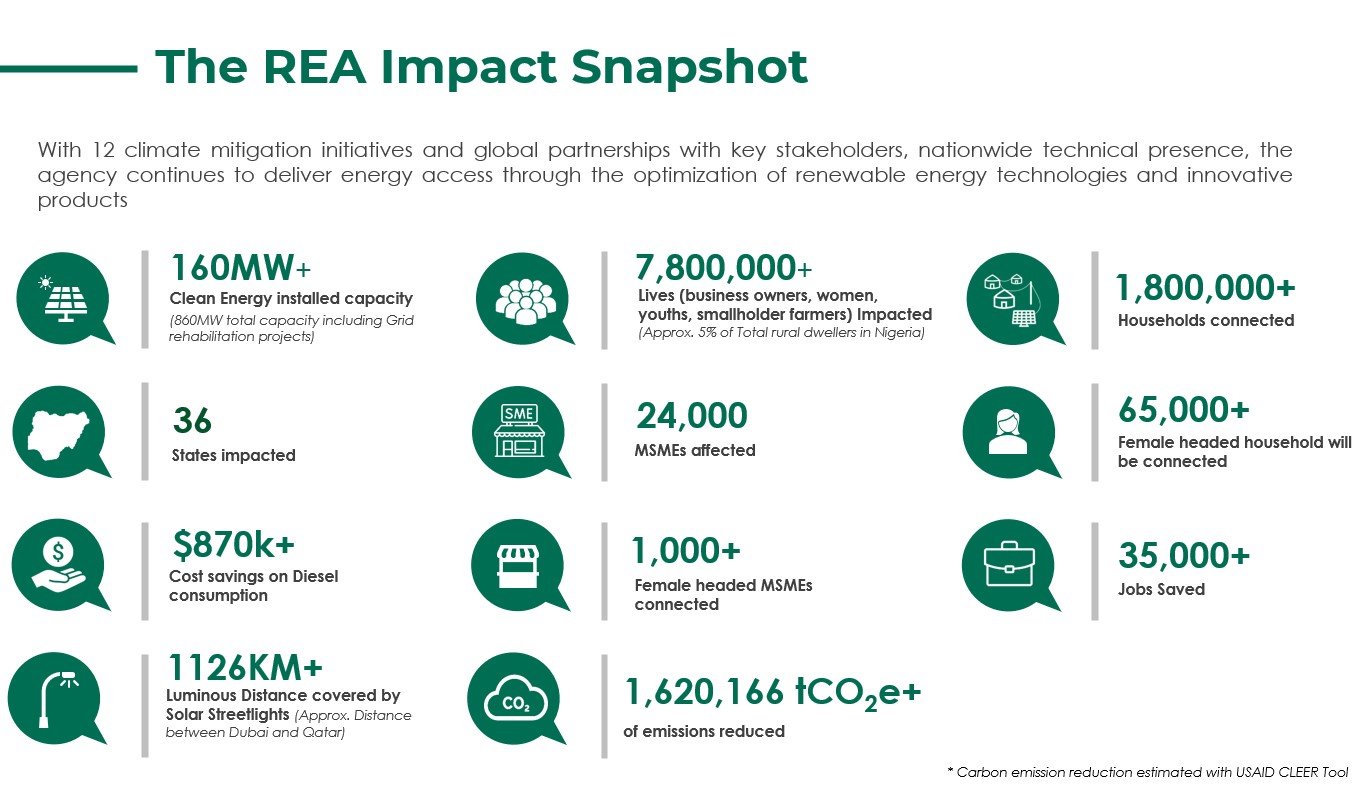 The REA Impact Snapshot
With 12 climate mitigation initiatives and global partnerships with key stakeholders, nationwide technical presence, the
agency continues to deliver energy access through the optimization of renewable energy technologies and innovative
products
160MW+
Clean Energy installed capacity
(860MW total capacity including Grid
rehabilitation projects)
7,800,000+
Lives (business owners, women,
youths, smallholder farmers) Impacted
(Approx. 5% of Total rural dwellers in Nigeria)
1,800,000+
Households connected
36
States impacted
SME
24,000
MSMEs affected
65,000+
Female headed household will
be connected
$
$870k+
Cost savings on Diesel
consumption
1,000+
Female headed MSMEs
connected
35,000+
Jobs Saved
1126KM+
Luminous Distance covered by
Solar Streetlights (Approx. Distance
between Dubai and Qatar)
CO₂
1,620,166 tCO₂e+
of emissions reduced
* Carbon emission reduction estimated with USAID CLEER Tool